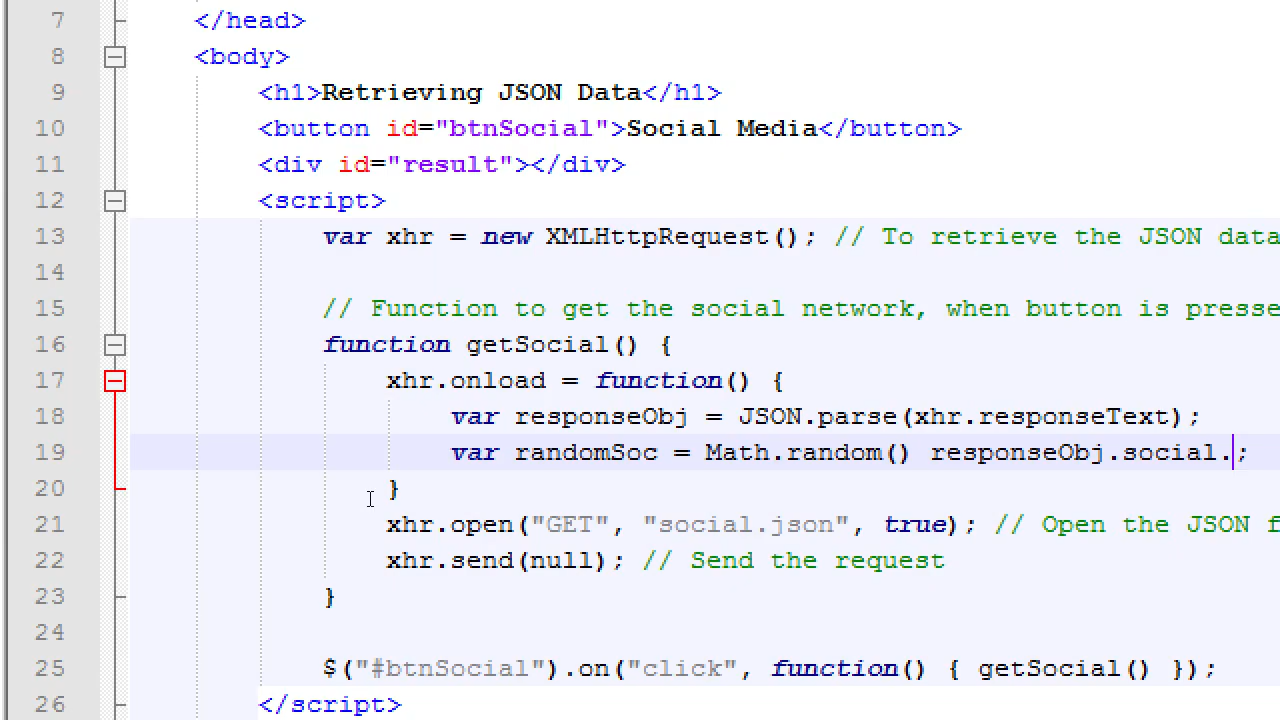 7 </head>
8 <body>
9 <h1>Retrieving JSON Data</h1>
10 <button id="btnSocial">Social Media</button>
11 <div id="result"></div>
12 <script>
13 var xhr = new XMLHttpRequest(); // To retrieve the JSON data
14
15 // Function to get the social network, when button is presse
16 function getSocial() {
17 xhr.onload = function() {
18 var responseObj = JSON.parse(xhr.responseText);
19 var randomSoc = Math.random() responseObj.social.;
20 }
21 xhr.open("GET", "social.json", true); // Open the JSON f
22 xhr.send(null); // Send the request
23 }
24
25 $("#btnSocial").on("click", function() { getSocial() });
26 </script>